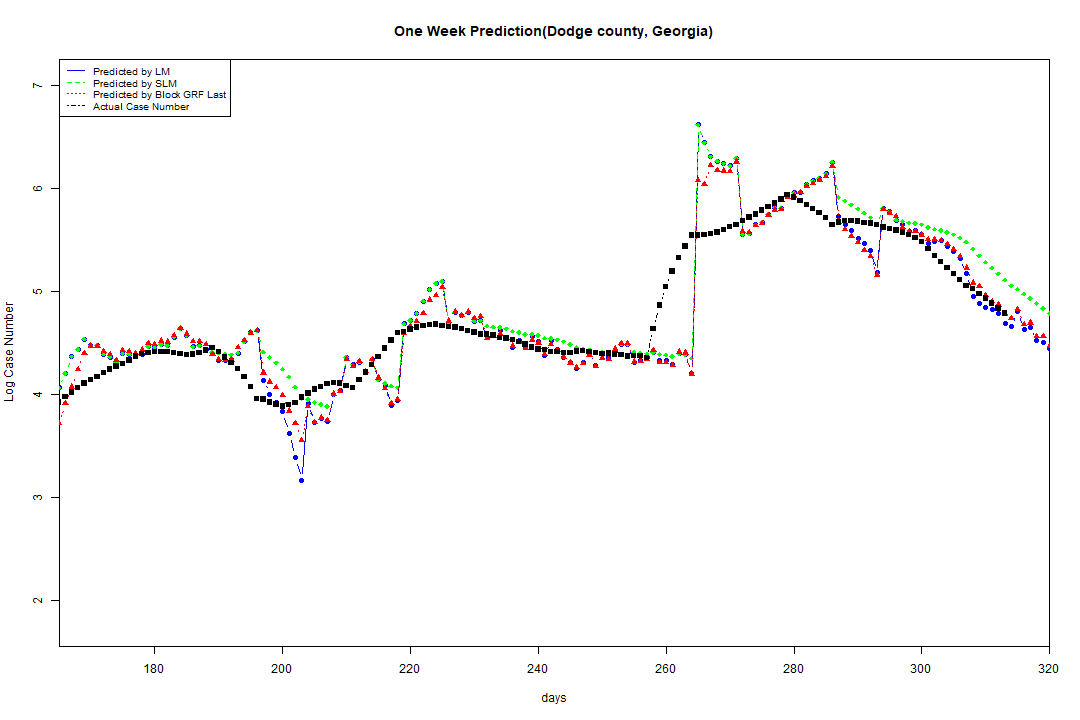 One Week Prediction(Dodge county, Georgia)
Predicted by LM
Predicted by SLM
Predicted by Block GRF Last
Actual Case Number
Log Case Number
7
6
5
4
3
2
180 200 220 240 260 280 300 320
days